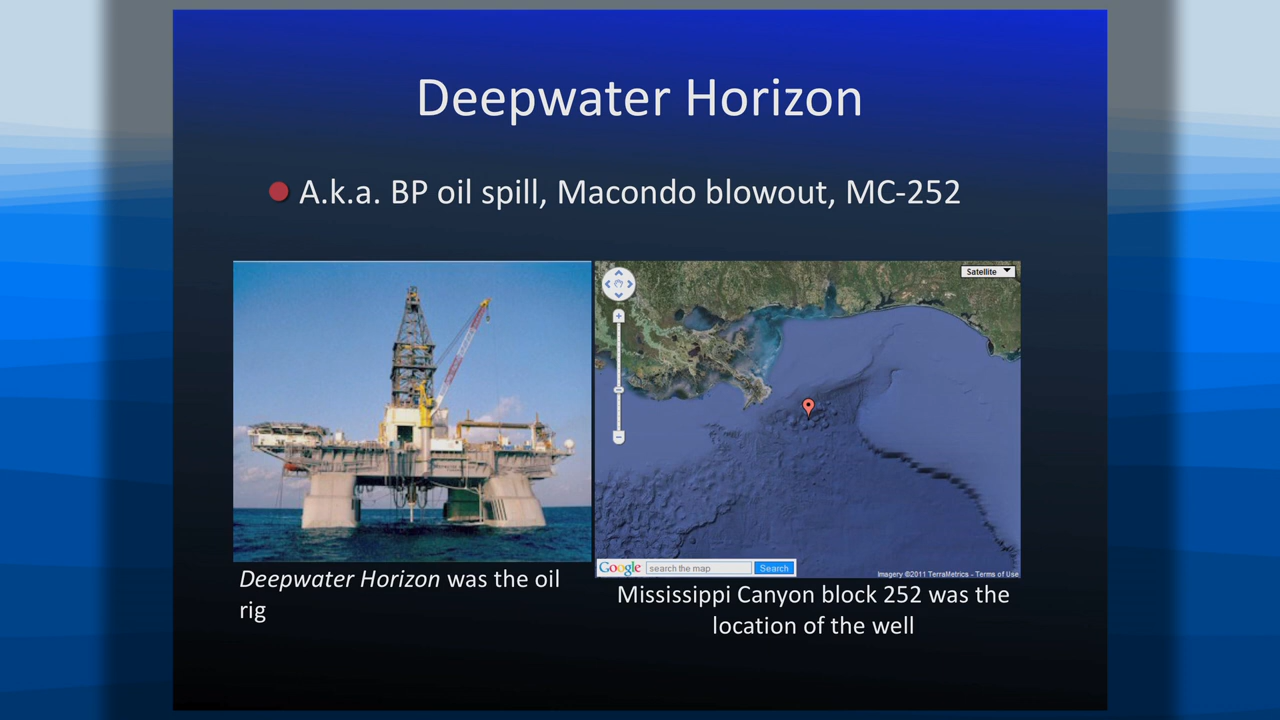 Deepwater Horizon
A.k.a. BP oil spill, Macondo blowout, MC-252
Satellite
Google search the map Search
Imagery ©2011 TerraMetrics - Terms of Use
Deepwater Horizon was the oil
rig
Mississippi Canyon block 252 was the
location of the well